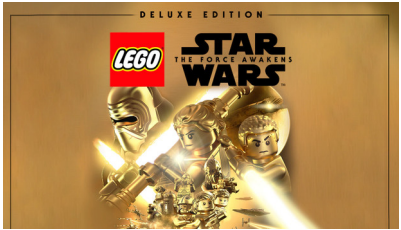 DELUXE EDITION
LEGO
STAR
THE FORCE AWAKENS
WARS